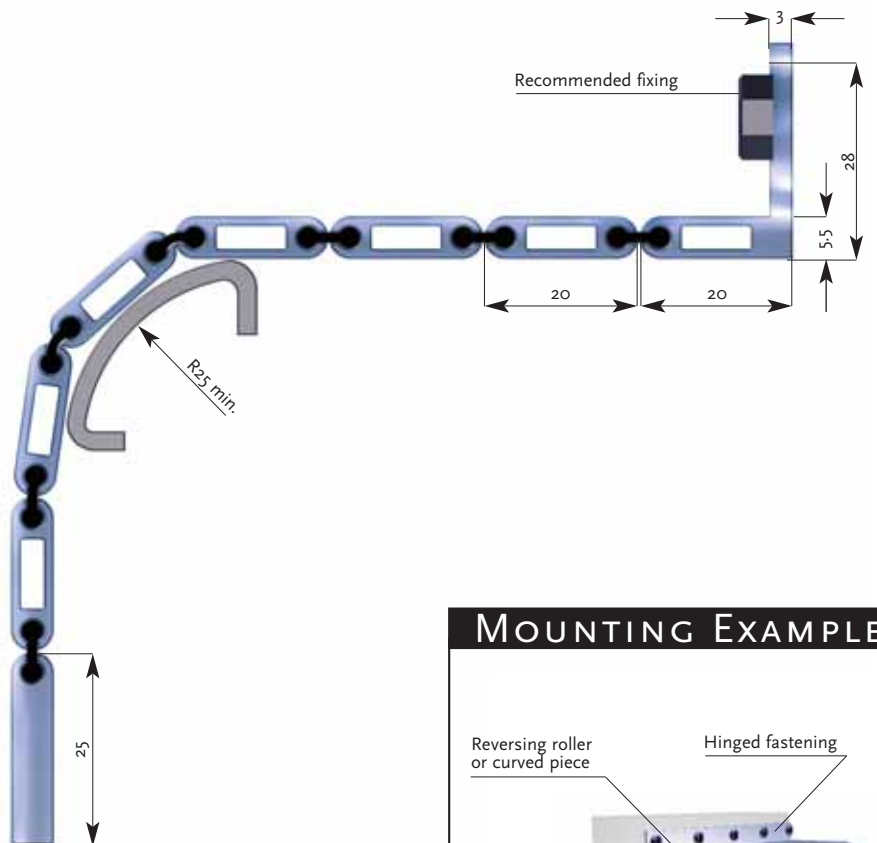 3
Recommended fixing
28
5·5
20
20
R25 min.
25
MOUNTING EXAMPLE
Reversing roller
or curved piece
Hinged fastening